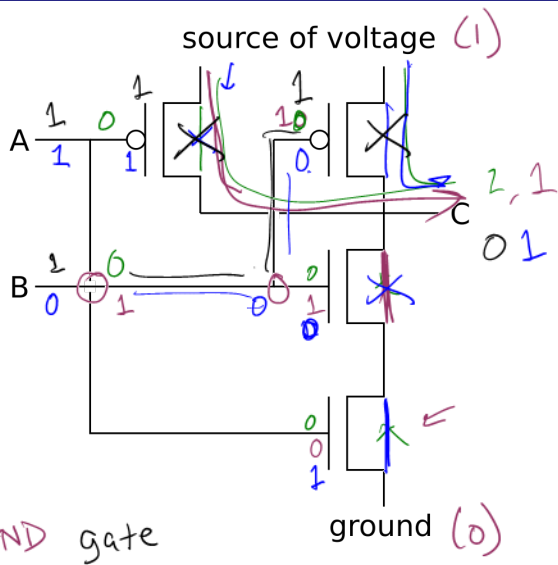 source of voltage (1)
1 1
A 1 0 1 0
1 1 0
2, 1
C
0 1
1 0 0
B 0 1 0 1
0
0
0
1
ND gate
ground (0)